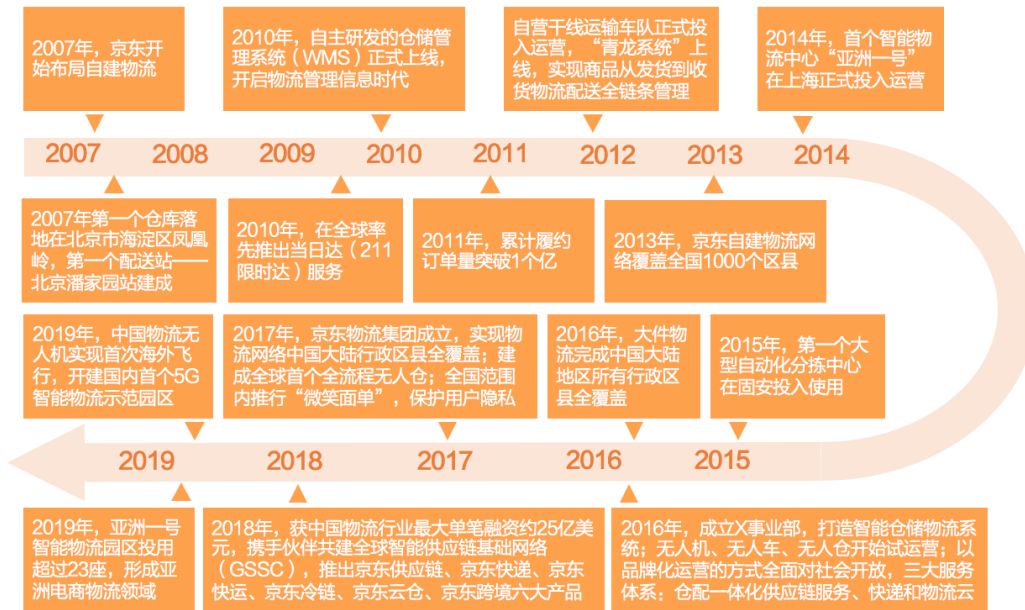 2007年，京东开
始布局自建物流
2010年，自主研发的仓储管
理系统（WMS）正式上线，
开启物流管理信息时代
自营干线运输车队正式投
入运营，“青龙系统”上
线，实现商品从发货到收
货物流配送全链条管理
2014年，首个智能物
流中心“亚洲一号”
在上海正式投入运营
2007
2008
2009
2010
2011
2012
2013
2014
2007年第一个仓库落
地在北京市海淀区凤凰
岭，第一个配送站——
北京潘家园站建成
2010年，在全球率
先推出当日达（211
限时达）服务
2011年，累计履约
订单量突破1个亿
2013年，京东自建物流网
络覆盖全国1000个区县
2019年，中国物流无
人机实现首次海外飞
行，开建国内首个5G
智能物流示范园区
2017年，京东物流集团成立，实现物
流网络中国大陆行政区县全覆盖；建
成全球首个全流程无人仓；全国范围
内推行“微笑面单”，保护用户隐私
2016年，大件物
流完成中国大陆
地区所有行政区
县全覆盖
2015年，第一个大
型自动化分拣中心
在固安投入使用
2019
2018
2017
2016
2015
2019年，亚洲一号
智能物流园区投用
超过23座，形成亚
洲电商物流领域
2018年，获中国物流行业最大单笔融资约25亿美
元，携手伙伴共建全球智能供应链基础网络
（GSSC），推出京东供应链、京东快递、京东
快运、京东冷链、京东云仓、京东跨境六大产品
2016年，成立X事业部，打造智能仓储物流系
统；无人机、无人车、无人仓开始试运营；以
品牌化运营的方式全面对社会开放，三大服务
体系：仓配一体化供应链服务、快递和物流云